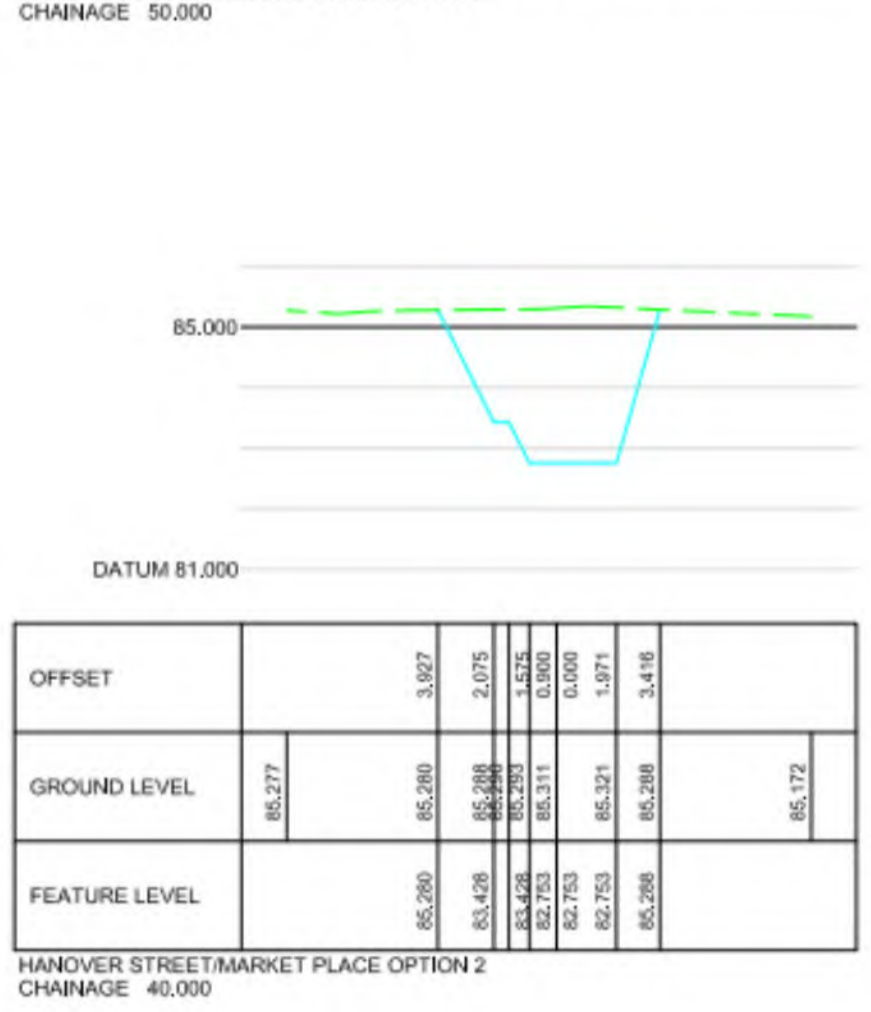 CHAINAGE 50.000
85.000
DATUM 81.000
OFFSET 3.927 2.075 1.575 0.900 0.000 1.971 3.416
GROUND LEVEL 85.277 85.280 85.288 85.293 85.311 85.321 85.288 85.172
FEATURE LEVEL 85.280 83.428 83.428 82.753 82.753 82.753 85.288
HANOVER STREET/MARKET PLACE OPTION 2
CHAINAGE 40.000